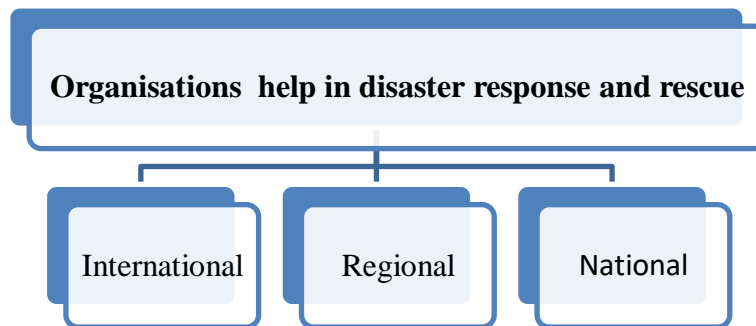 Organisations help in disaster response and rescue
International
Regional
National